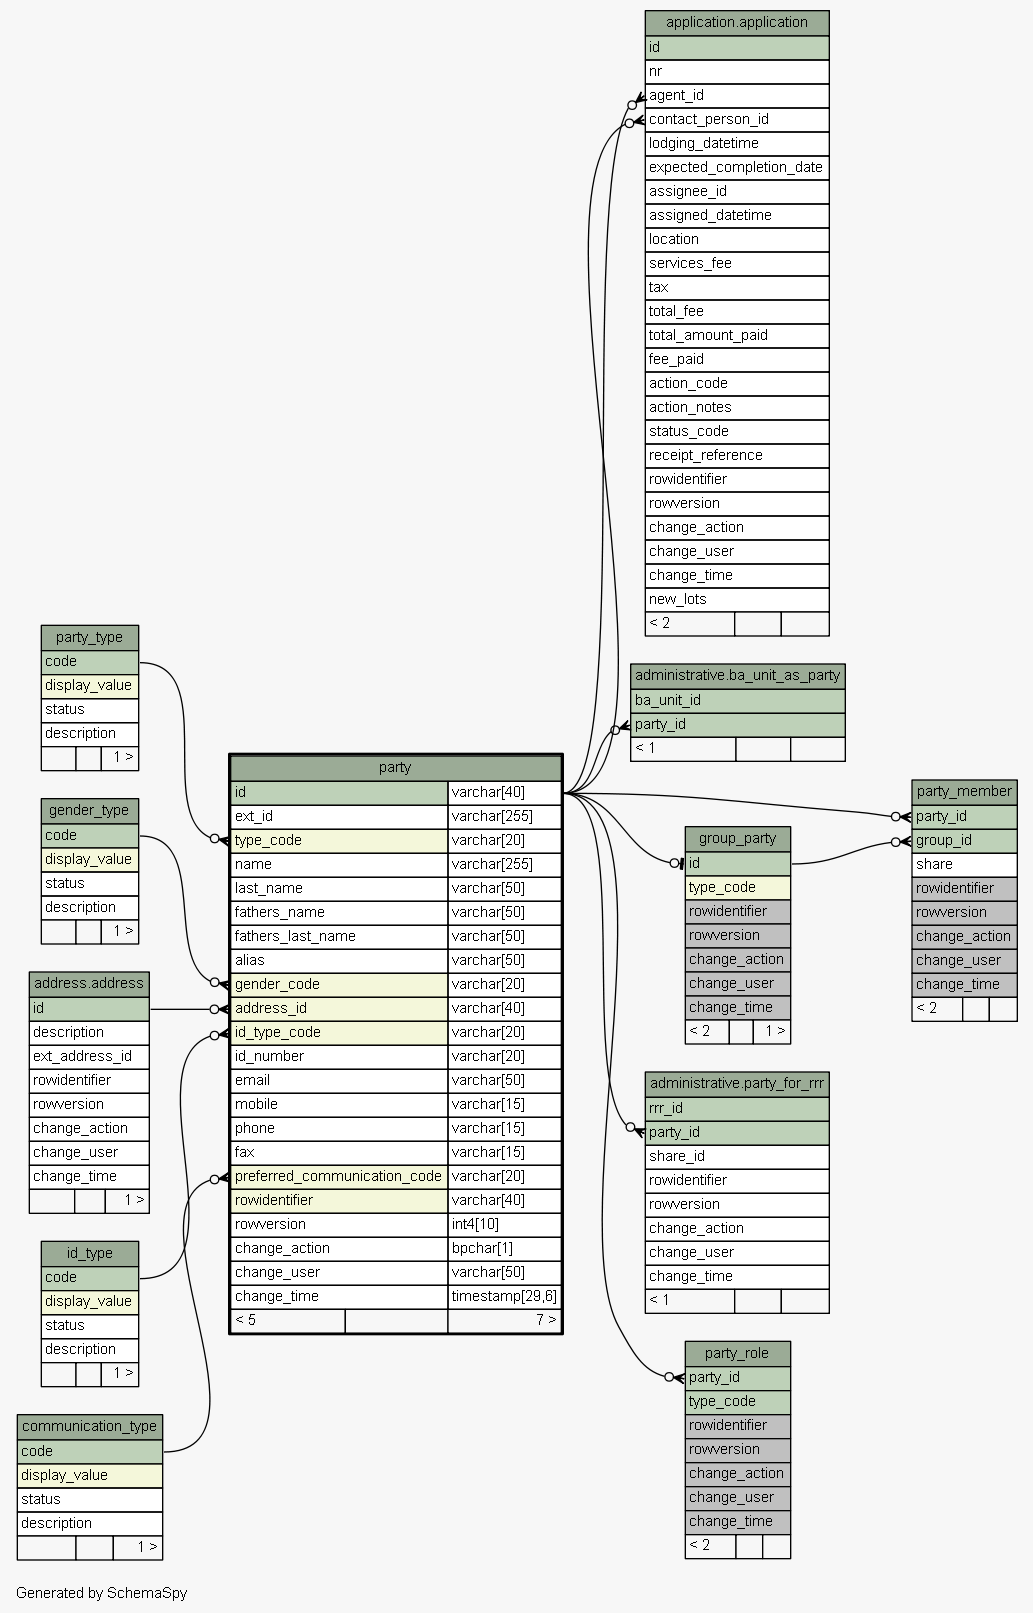 application.application
id
nr
agent_id
contact_person_id
lodging_datetime
expected_completion_date
assignee_id
assigned_datetime
location
services_fee
tax
total_fee
total_amount_paid
fee_paid
action_code
action_notes
status_code
receipt_reference
rowidentifier
rowversion
change_action
change_user
change_time
new_lots
< 2
party_type
code
display_value
status
description
1 >
gender_type
code
display_value
status
description
1 >
address.address
id
description
ext_address_id
rowidentifier
rowversion
change_action
change_user
change_time
1 >
id_type
code
display_value
status
description
1 >
communication_type
code
display_value
status
description
1 >
party
id varchar[40]
ext_id varchar[255]
type_code varchar[20]
name varchar[255]
last_name varchar[50]
fathers_name varchar[50]
fathers_last_name varchar[50]
alias varchar[50]
gender_code varchar[20]
address_id varchar[40]
id_type_code varchar[20]
id_number varchar[20]
email varchar[50]
mobile varchar[15]
phone varchar[15]
fax varchar[15]
preferred_communication_code varchar[20]
rowidentifier varchar[40]
rowversion int4[10]
change_action bpchar[1]
change_user varchar[50]
change_time timestamp[29,6]
< 5 7 >
administrative.ba_unit_as_party
ba_unit_id
party_id
< 1
group_party
id
type_code
rowidentifier
rowversion
change_action
change_user
change_time
< 2 1 >
party_member
party_id
group_id
share
rowidentifier
rowversion
change_action
change_user
change_time
< 2
administrative.party_for_rrr
rrr_id
party_id
share_id
rowidentifier
rowversion
change_action
change_user
change_time
< 1
party_role
party_id
type_code
rowidentifier
rowversion
change_action
change_user
change_time
< 2
Generated by SchemaSpy